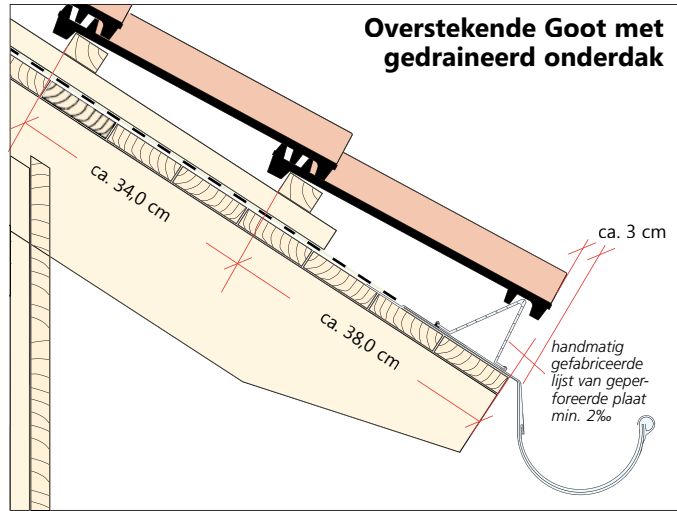 Overstekende Goot met
gedraineerd onderdak
ca. 34,0 cm
ca. 3 cm
ca. 38,0 cm
handmatig
gefabriceerde
lijst van geper-
foreerde plaat
min. 2‰